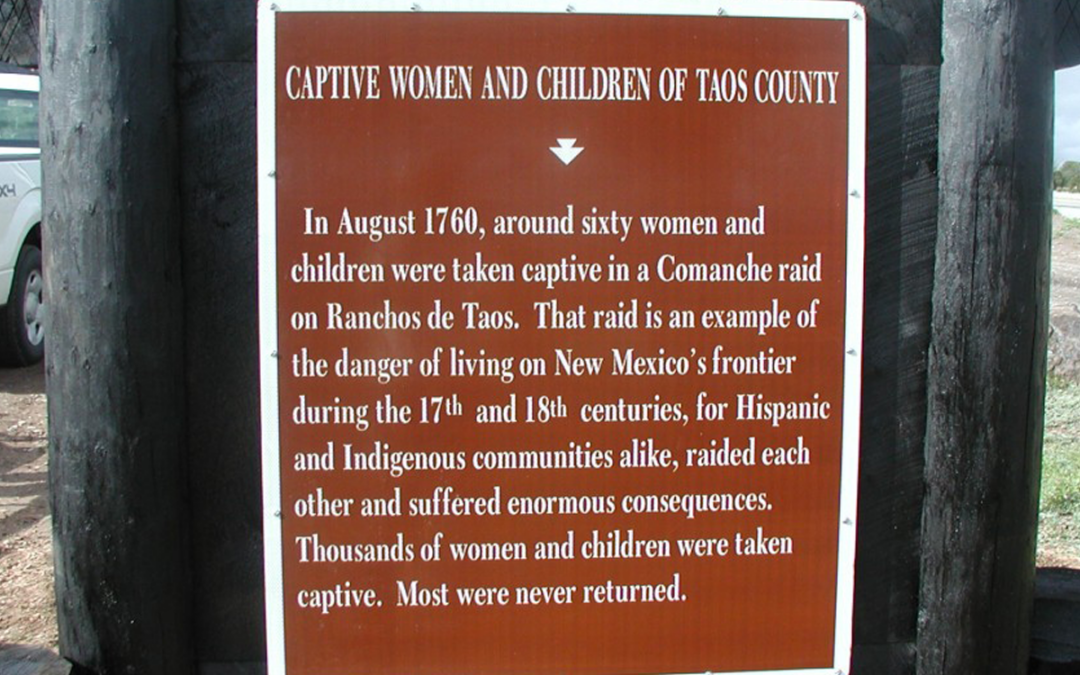 CAPTIVE WOMEN AND CHILDREN OF TAOS COUNTY
In August 1760, around sixty women and
children were taken captive in a Comanche raid
on Ranchos de Taos. That raid is an example of
the danger of living on New Mexico's frontier
during the 17th and 18th centuries, for Hispanic
and Indigenous communities alike, raided each
other and suffered enormous consequences.
Thousands of women and children were taken
captive. Most were never returned.
X4